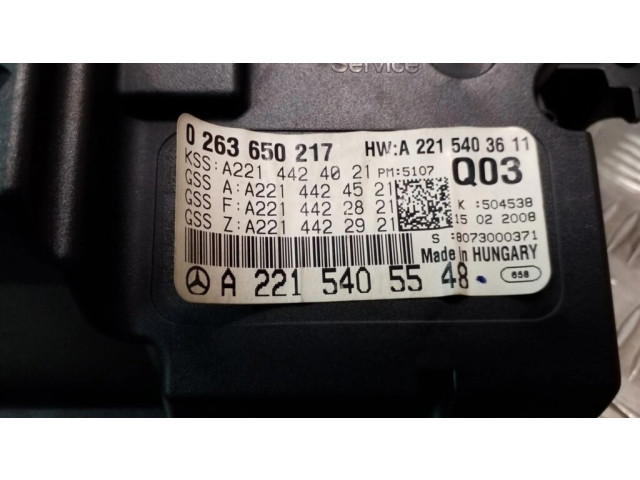 Service
0 263 650 217 HW:A 221 540 36 11
KSS:A221 442 40 21 PM:5107 Q03
GSS A:A221 442 45 21 K :504538
GSS F:A221 442 28 21 15 02 2008
GSS Z:A221 442 29 21 S :8073000371
Made in HUNGARY
A 221 540 55 48 658